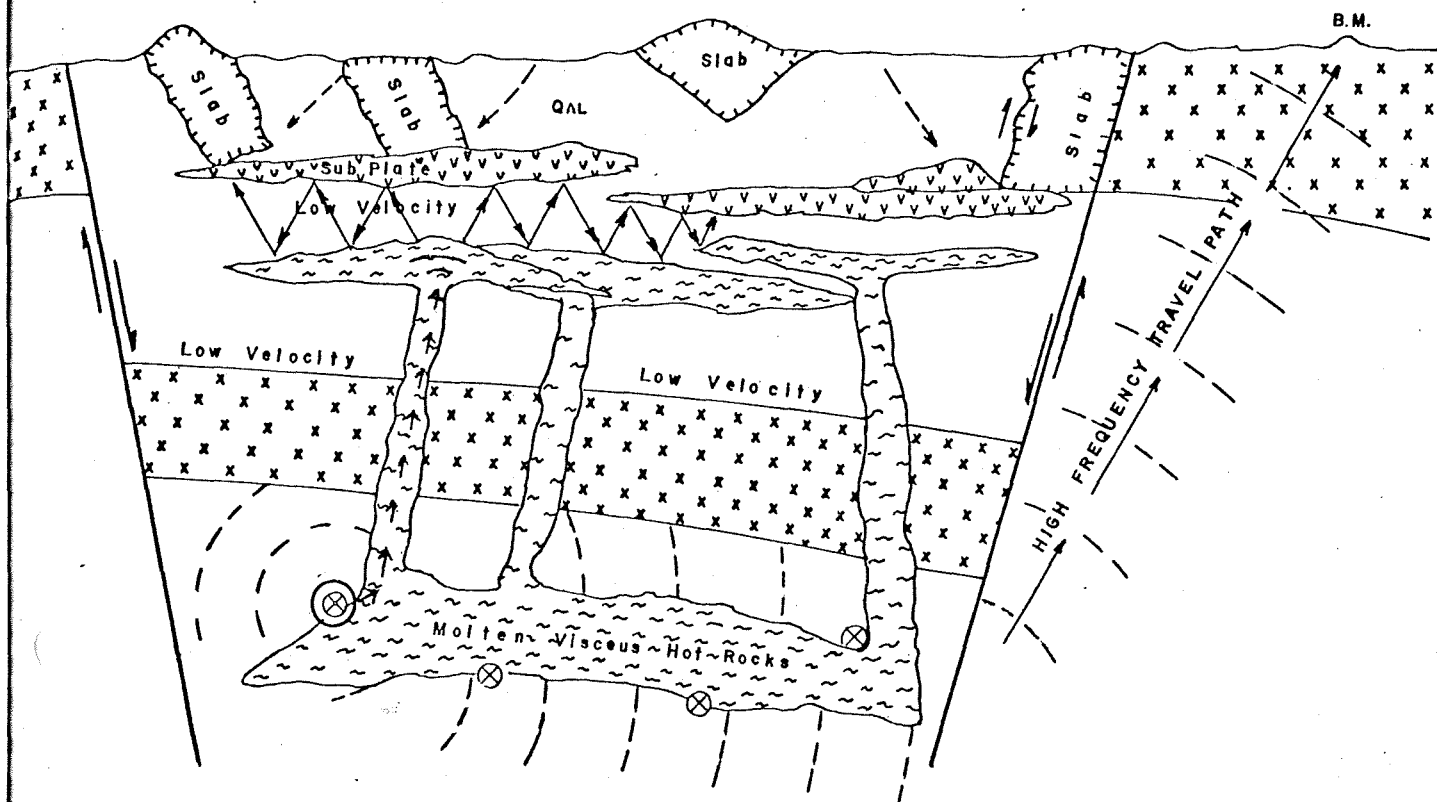 B.M.
Slab
Slab
Slab
Slab
QAL
Sub Plate
Low Velocity
Low Velocity
Low Velocity
HIGH FREQUENCY TRAVEL PATH
Molten Visceus Hot Rocks